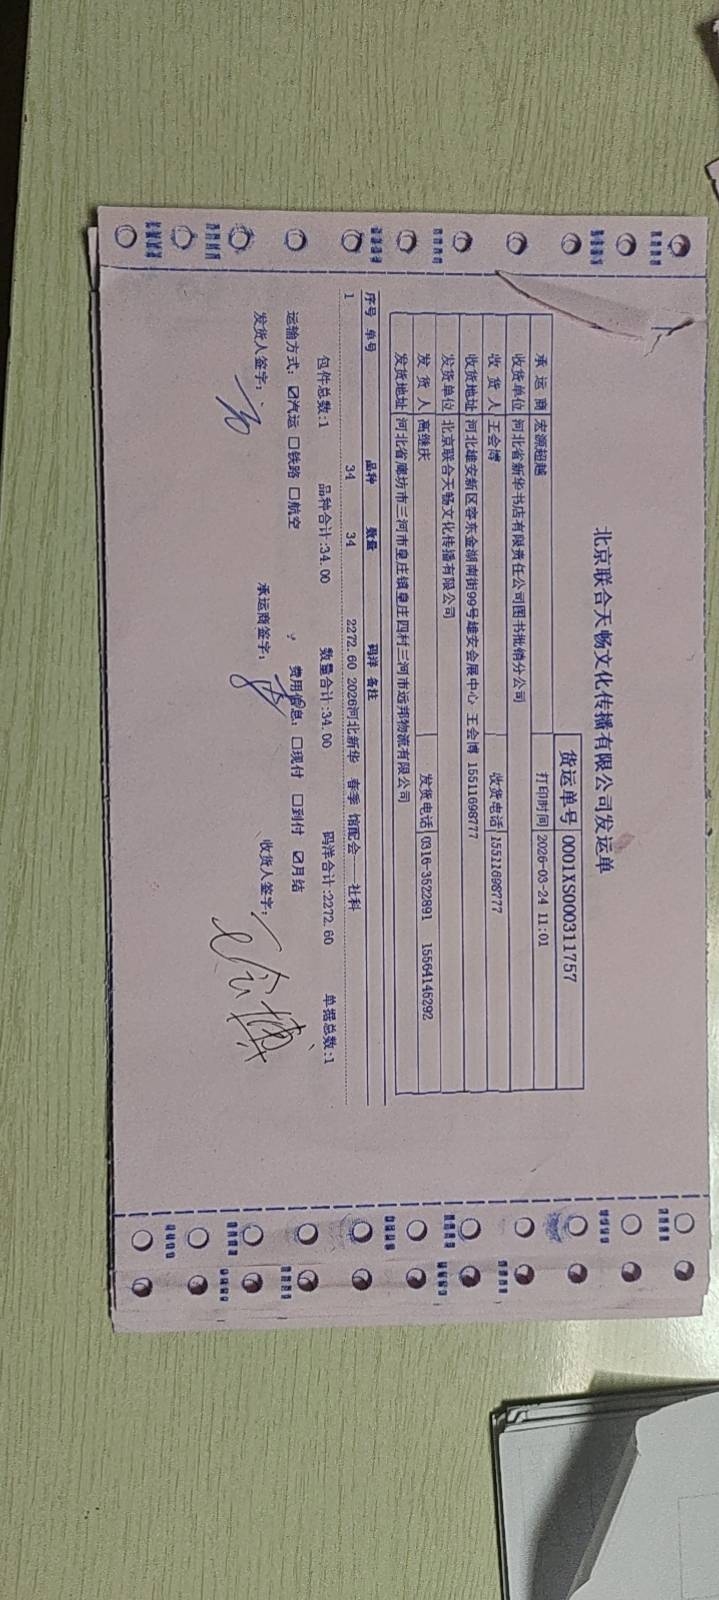 北京联合天畅文化传播有限公司发运单
货运单号 0001XS000311757
承运商 宏源超越 打印时间 2026-03-24 11:01
收货单位 河北省新华书店有限责任公司图书批销分公司
收货人 王会博 收货电话 15511698777
收货地址 河北雄安新区容东金湖南街99号雄安会展中心 王会博 15511698777
发货单位 北京联合天畅文化传播有限公司
发货人 高继庆 发货电话 0316-3522891 15564146292
发货地址 河北省廊坊市三河市皇庄镇皇庄四村三河市远邦物流有限公司
序号 单号 品种 数量 码洋 备注
1 34 34 2272.60 2026河北新华 春季 馆配会——社科
包件总数:1 品种合计:34.00 数量合计:34.00 码洋合计:2272.60 单据总数:1
运输方式: ☑汽运 □铁路 □航空 费用信息: □现付 □到付 ☑月结
发货人签字: 承运商签字: 收货人签字: 王会博